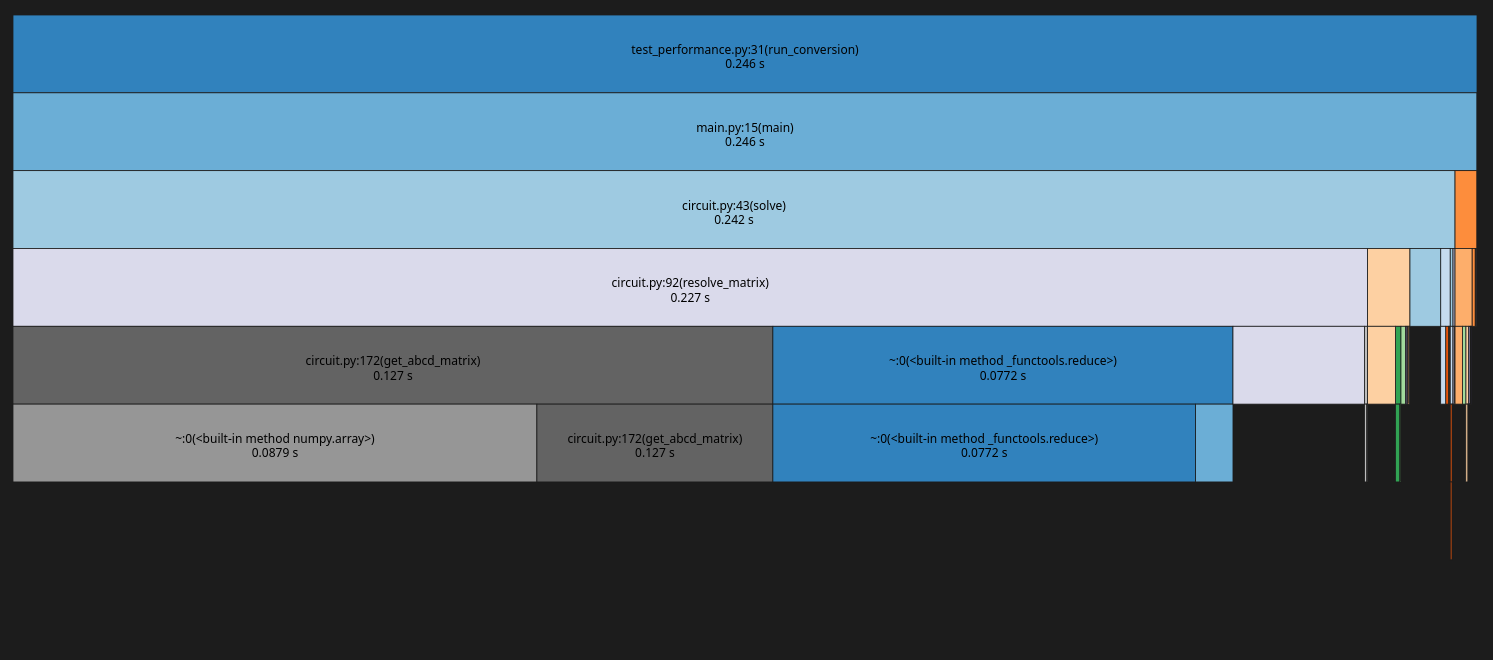 test_performance.py:31(run_conversion)
0.246 s
main.py:15(main)
0.246 s
circuit.py:43(solve)
0.242 s
circuit.py:92(resolve_matrix)
0.227 s
circuit.py:172(get_abcd_matrix)
0.127 s
~:0(<built-in method _functools.reduce>)
0.0772 s
~:0(<built-in method numpy.array>)
0.0879 s
circuit.py:172(get_abcd_matrix)
0.127 s
~:0(<built-in method _functools.reduce>)
0.0772 s